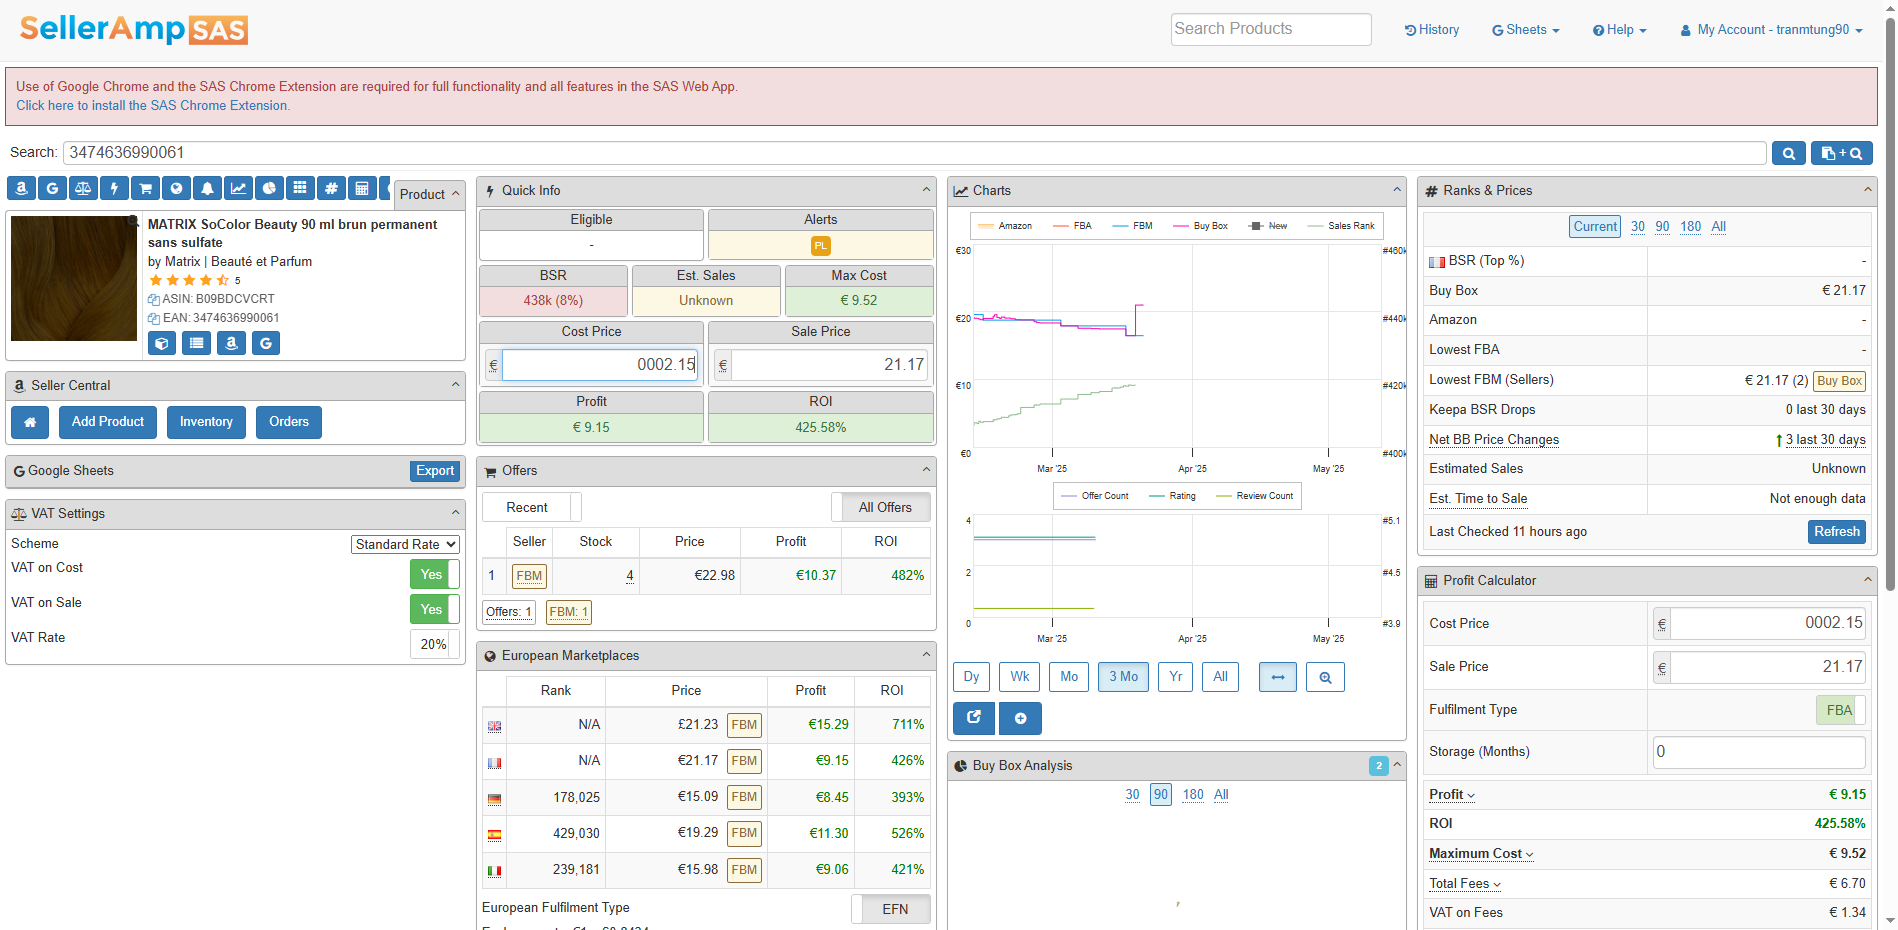 SellerAmp SAS
Search Products
History
Sheets
Help
My Account - tranmtung90
Use of Google Chrome and the SAS Chrome Extension are required for full functionality and all features in the SAS Web App.
Click here to install the SAS Chrome Extension.
Search: 3474636990061
+
Product
MATRIX SoColor Beauty 90 ml brun permanent
sans sulfate
by Matrix | Beauté et Parfum
5
ASIN: B09BDCVCRT
EAN: 3474636990061
Seller Central
Add Product Inventory Orders
Google Sheets Export
VAT Settings
Scheme Standard Rate
VAT on Cost Yes
VAT on Sale Yes
VAT Rate 20%
Quick Info
Eligible Alerts
- PL
BSR Est. Sales Max Cost
438k (8%) Unknown € 9.52
Cost Price Sale Price
€ 0002.15 € 21.17
Profit ROI
€ 9.15 425.58%
Offers
Recent All Offers
Seller Stock Price Profit ROI
1 FBM 4 €22.98 €10.37 482%
Offers: 1 FBM: 1
European Marketplaces
Rank Price Profit ROI
N/A £21.23 FBM €15.29 711%
N/A €21.17 FBM €9.15 426%
178,025 €15.09 FBM €8.45 393%
429,030 €19.29 FBM €11.30 526%
239,181 €15.98 FBM €9.06 421%
European Fulfilment Type EFN
Charts
Amazon FBA FBM Buy Box New Sales Rank
€30 #460k
€20 #440k
€10 #420k
€0 #400k
Mar '25 Apr '25 May '25
Offer Count Rating Review Count
4 #5.1
2 #4.5
0 #3.9
Mar '25 Apr '25 May '25
Dy Wk Mo 3 Mo Yr All
Buy Box Analysis 2
30 90 180 All
Ranks & Prices
Current 30 90 180 All
BSR (Top %) -
Buy Box € 21.17
Amazon -
Lowest FBA -
Lowest FBM (Sellers) € 21.17 (2) Buy Box
Keepa BSR Drops 0 last 30 days
Net BB Price Changes 3 last 30 days
Estimated Sales Unknown
Est. Time to Sale Not enough data
Last Checked 11 hours ago Refresh
Profit Calculator
Cost Price € 0002.15
Sale Price € 21.17
Fulfilment Type FBA
Storage (Months) 0
Profit € 9.15
ROI 425.58%
Maximum Cost € 9.52
Total Fees € 6.70
VAT on Fees € 1.34